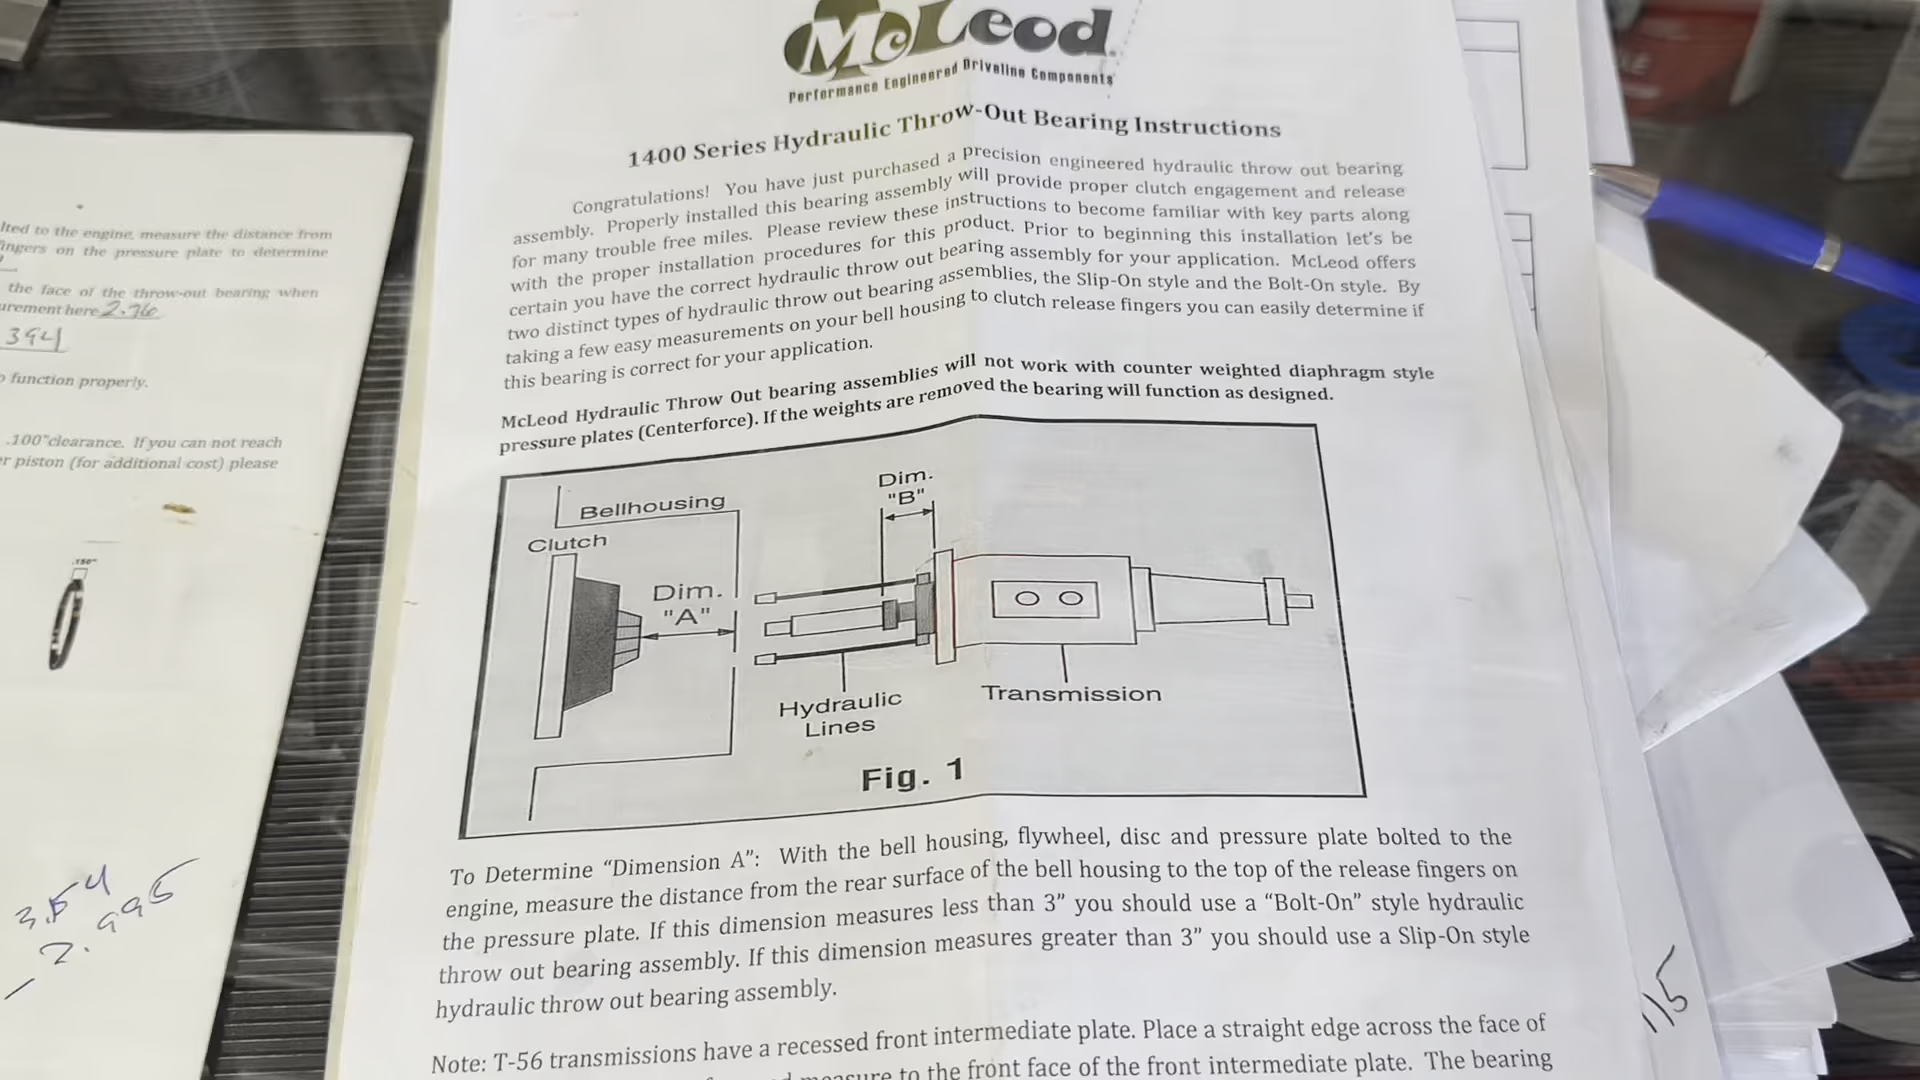 McLeod
Performance Engineered Driveline Components
1400 Series Hydraulic Throw-Out Bearing Instructions
Congratulations! You have just purchased a precision engineered hydraulic throw out bearing
assembly. Properly installed this bearing assembly will provide proper clutch engagement and release
for many trouble free miles. Please review these instructions to become familiar with key parts along
with the proper installation procedures for this product. Prior to beginning this installation let's be
certain you have the correct hydraulic throw out bearing assembly for your application. McLeod offers
two distinct types of hydraulic throw out bearing assemblies, the Slip-On style and the Bolt-On style. By
taking a few easy measurements on your bell housing to clutch release fingers you can easily determine if
this bearing is correct for your application.
McLeod Hydraulic Throw Out bearing assemblies will not work with counter weighted diaphragm style
pressure plates (Centerforce). If the weights are removed the bearing will function as designed.
Dim.
"B"
Bellhousing
Clutch
Dim.
"A"
Hydraulic
Lines
Transmission
Fig. 1
To Determine “Dimension A”: With the bell housing, flywheel, disc and pressure plate bolted to the
engine, measure the distance from the rear surface of the bell housing to the top of the release fingers on
the pressure plate. If this dimension measures less than 3” you should use a “Bolt-On” style hydraulic
throw out bearing assembly. If this dimension measures greater than 3” you should use a Slip-On style
hydraulic throw out bearing assembly.
Note: T-56 transmissions have a recessed front intermediate plate. Place a straight edge across the face of
measure to the front face of the front intermediate plate. The bearing
lted to the engine, measure the distance from
fingers on the pressure plate to determine
the face of the throw-out bearing when
urement here 2.76
394
function properly.
.100"clearance. If you can not reach
er piston (for additional cost) please
.150"
3.54
2.995
115